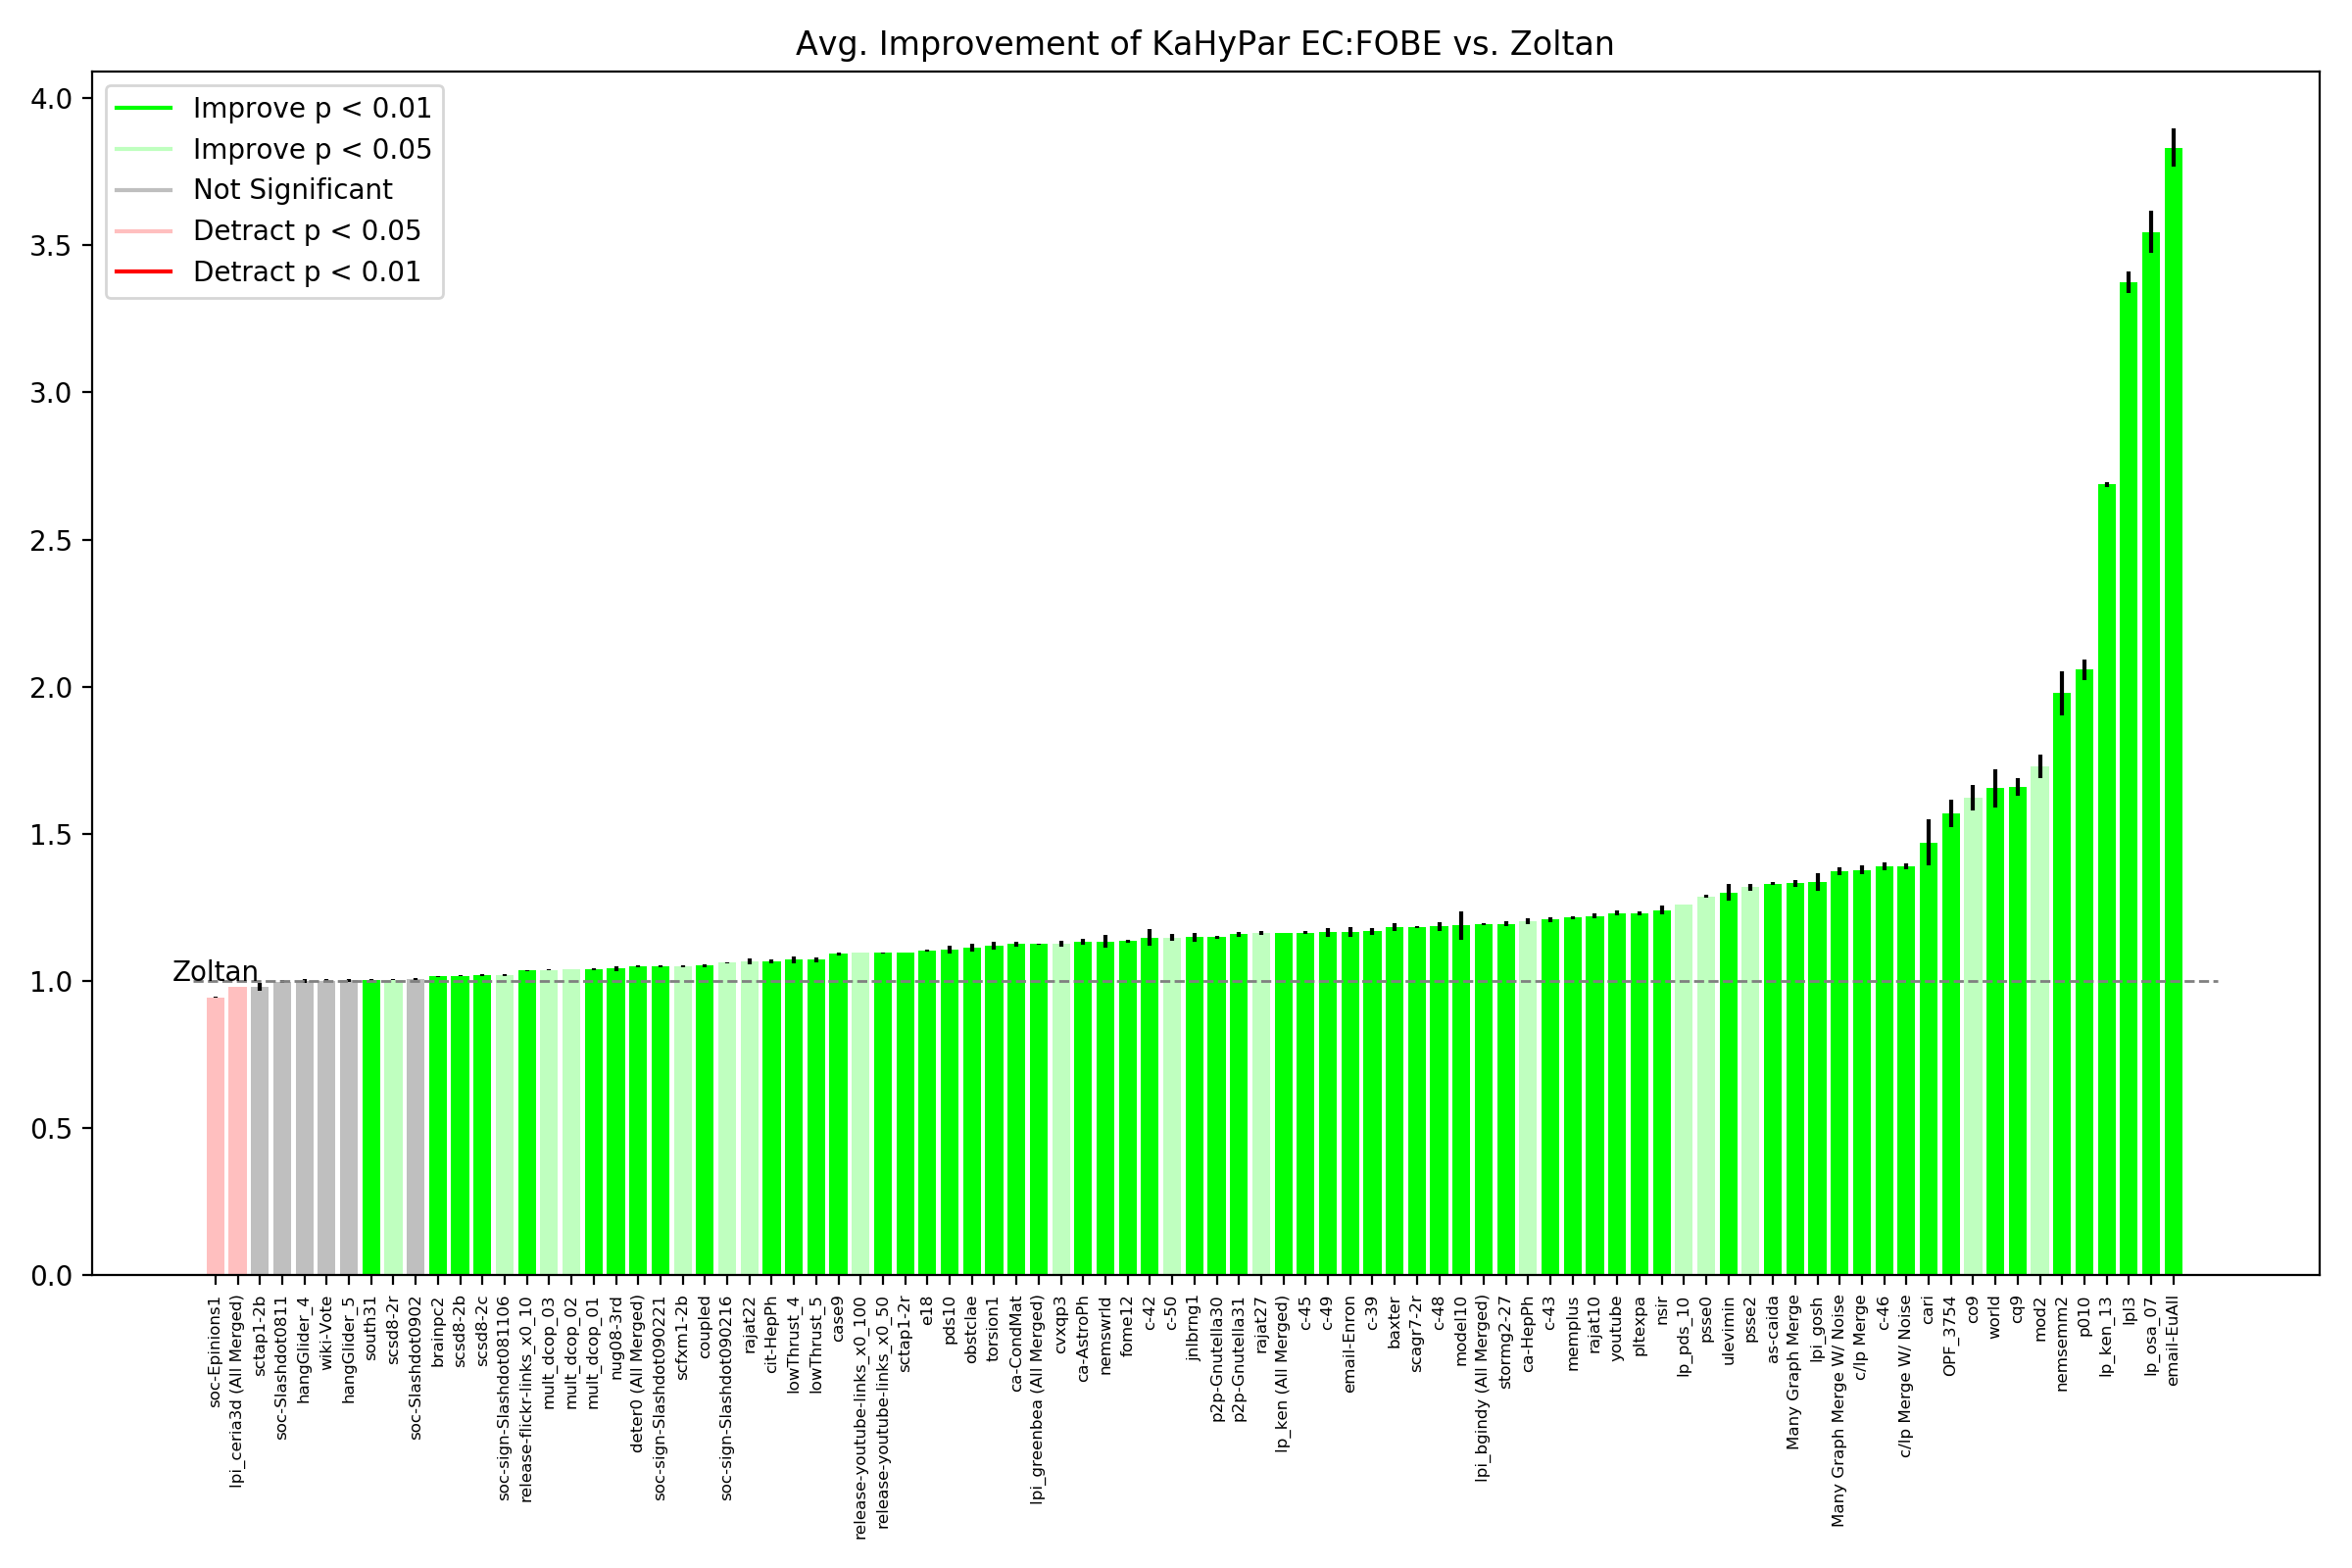 Avg. Improvement of KaHyPar EC:FOBE vs. Zoltan
4.0
3.5
3.0
2.5
2.0
1.5
1.0
0.5
0.0
Improve p < 0.01
Improve p < 0.05
Not Significant
Detract p < 0.05
Detract p < 0.01
Zoltan
soc-Epinions1
lpi_ceria3d (All Merged)
sctap1-2b
soc-Slashdot0811
hangGlider_4
wiki-Vote
hangGlider_5
south31
scsd8-2r
soc-Slashdot0902
brainpc2
scsd8-2b
scsd8-2c
soc-sign-Slashdot081106
release-flickr-links_x0_10
mult_dcop_03
mult_dcop_02
mult_dcop_01
nug08-3rd
deter0 (All Merged)
soc-sign-Slashdot090221
scfxm1-2b
coupled
soc-sign-Slashdot090216
rajat22
cit-HepPh
lowThrust_4
lowThrust_5
case9
release-youtube-links_x0_100
release-youtube-links_x0_50
sctap1-2r
e18
pds10
obstclae
torsion1
ca-CondMat
lpi_greenbea (All Merged)
cvxqp3
ca-AstroPh
nemswrld
fome12
c-42
c-50
jnlbrng1
p2p-Gnutella30
p2p-Gnutella31
rajat27
lp_ken (All Merged)
c-45
c-49
email-Enron
c-39
baxter
scagr7-2r
c-48
model10
lpi_bgindy (All Merged)
stormg2-27
ca-HepPh
c-43
memplus
rajat10
youtube
pltexpa
nsir
lp_pds_10
psse0
ulevimin
psse2
as-caida
Many Graph Merge
lpi_gosh
Many Graph Merge W/ Noise
c/lp Merge
c-46
c/lp Merge W/ Noise
cari
OPF_3754
co9
world
cq9
mod2
nemsemm2
p010
lp_ken_13
lpl3
lp_osa_07
email-EuAll